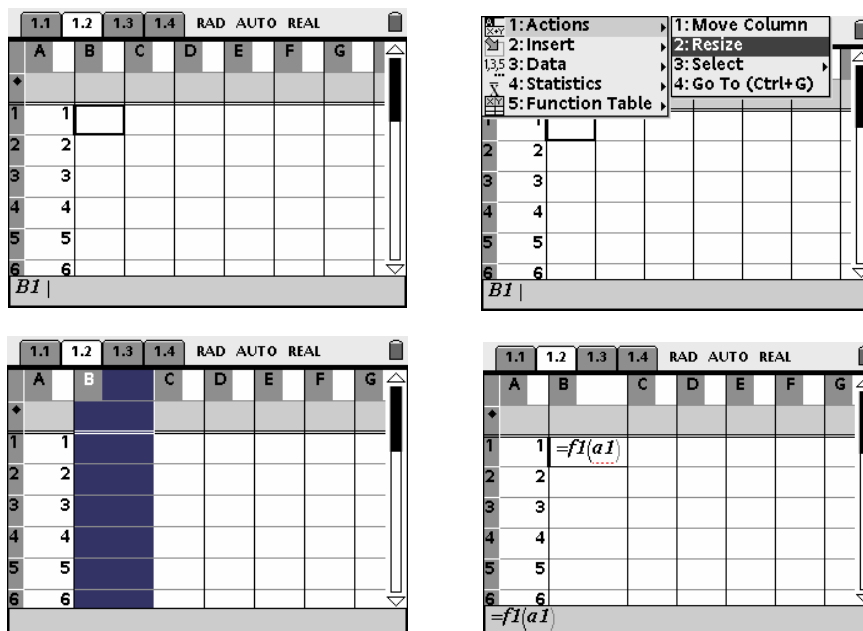 1.1 1.2 1.3 1.4 RAD AUTO REAL
A B C D E F G
◆
1 1
2 2
3 3
4 4
5 5
6 6
B1
1:Actions
2:Insert
3:Data
4:Statistics
5:Function Table
1:Move Column
2:Resize
3:Select
4:Go To (Ctrl+G)
2 2
3 3
4 4
5 5
6 6
B1
1.1 1.2 1.3 1.4 RAD AUTO REAL
A B C D E F G
◆
1 1
2 2
3 3
4 4
5 5
6 6
1.1 1.2 1.3 1.4 RAD AUTO REAL
A B C D E F G
◆
1 1 =f1(a1)
2 2
3 3
4 4
5 5
6 6
=f1(a1)